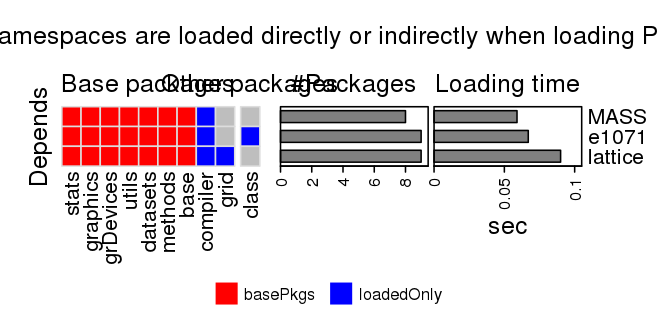 amespaces are loaded directly or indirectly when loading P
Base packages Other packages #Packages Loading time
Depends
MASS
e1071
lattice
stats
graphics
grDevices
utils
datasets
methods
base
compiler
grid
class
0 2 4 6 8
0 0.05 0.1
sec
basePkgs loadedOnly